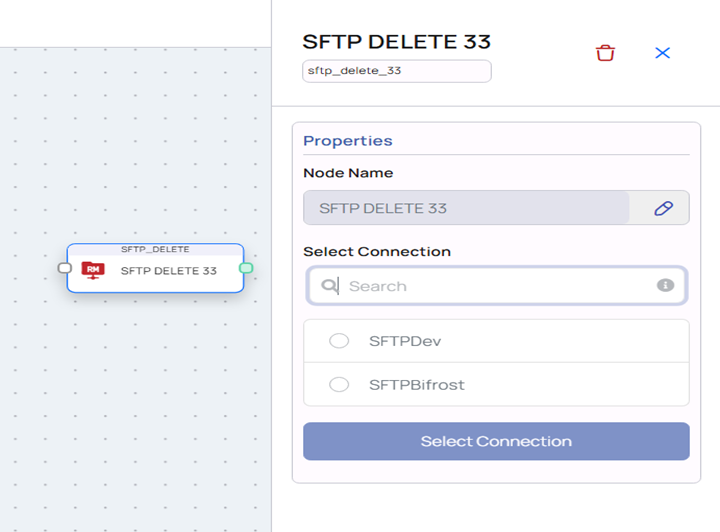 SFTP DELETE 33
sftp_delete_33
Properties
Node Name
SFTP DELETE 33
Select Connection
Search
SFTPDev
SFTPBifrost
Select Connection
SFTP_DELETE
RM
SFTP DELETE 33